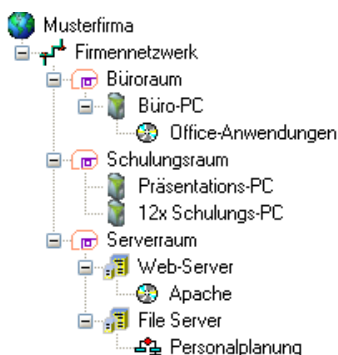 Musterfirma
Firmennetzwerk
Büroraum
Büro-PC
Office-Anwendungen
Schulungsraum
Präsentations-PC
12x Schulungs-PC
Serverraum
Web-Server
Apache
File Server
Personalplanung